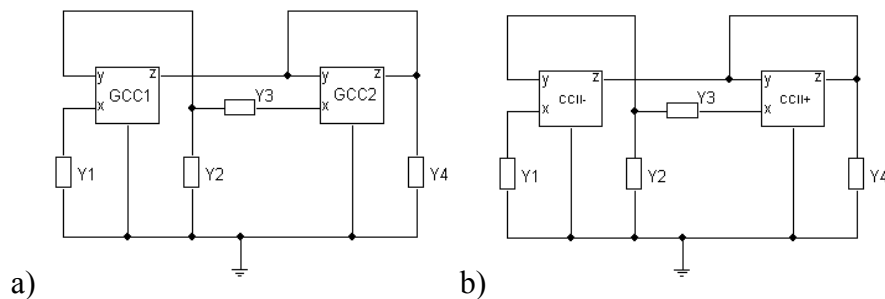 y z
GCC1
x
y z
GCC2
x
Y3
Y1
Y2
Y4
a)
y z
CCII-
x
y z
CCII+
x
Y3
Y1
Y2
Y4
b)